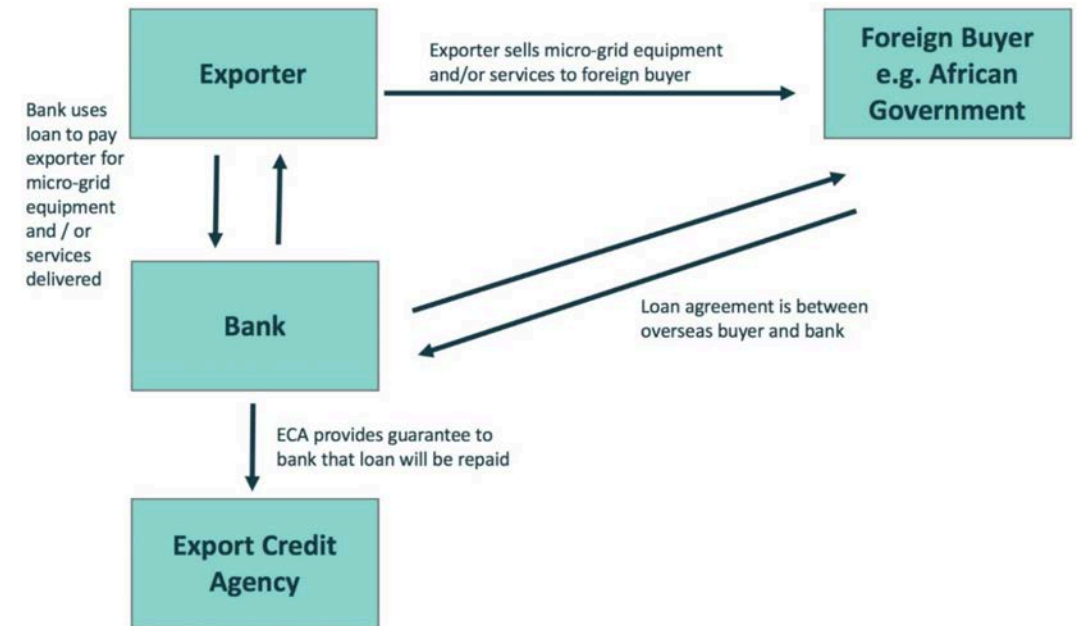 Exporter
Exporter sells micro-grid equipment
and/or services to foreign buyer
Foreign Buyer
e.g. African
Government
Bank uses
loan to pay
exporter for
micro-grid
equipment
and / or
services
delivered
Bank
Loan agreement is between
overseas buyer and bank
ECA provides guarantee to
bank that loan will be repaid
Export Credit
Agency